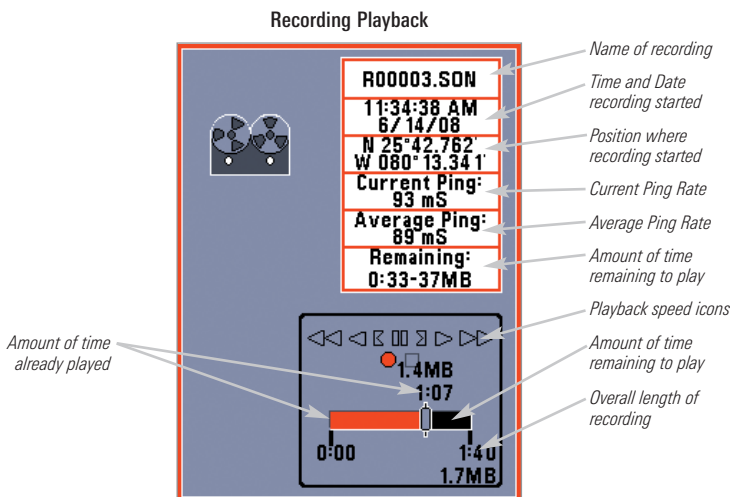 Recording Playback
R00003.SON
11:34:38 AM
6/14/08
N 25°42.762'
W 080°13.341'
Current Ping:
93 mS
Average Ping:
89 mS
Remaining:
0:33-37MB
Name of recording
Time and Date
recording started
Position where
recording started
Current Ping Rate
Average Ping Rate
Amount of time
remaining to play
Playback speed icons
Amount of time
remaining to play
Overall length of
recording
Amount of time
already played
1.4MB
1:07
0:00
1:40
1.7MB